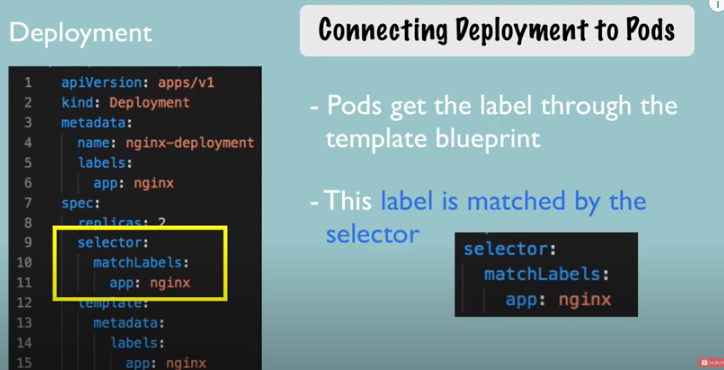 Deployment
1 apiVersion: apps/v1
2 kind: Deployment
3 metadata:
4 name: nginx-deployment
5 labels:
6 app: nginx
7 spec:
8 replicas: 2
9 selector:
10 matchLabels:
11 app: nginx
12 template:
13 metadata:
14 labels:
15 app: nginx
Connecting Deployment to Pods
- Pods get the label through the
template blueprint
- This label is matched by the
selector
selector:
matchLabels:
app: nginx